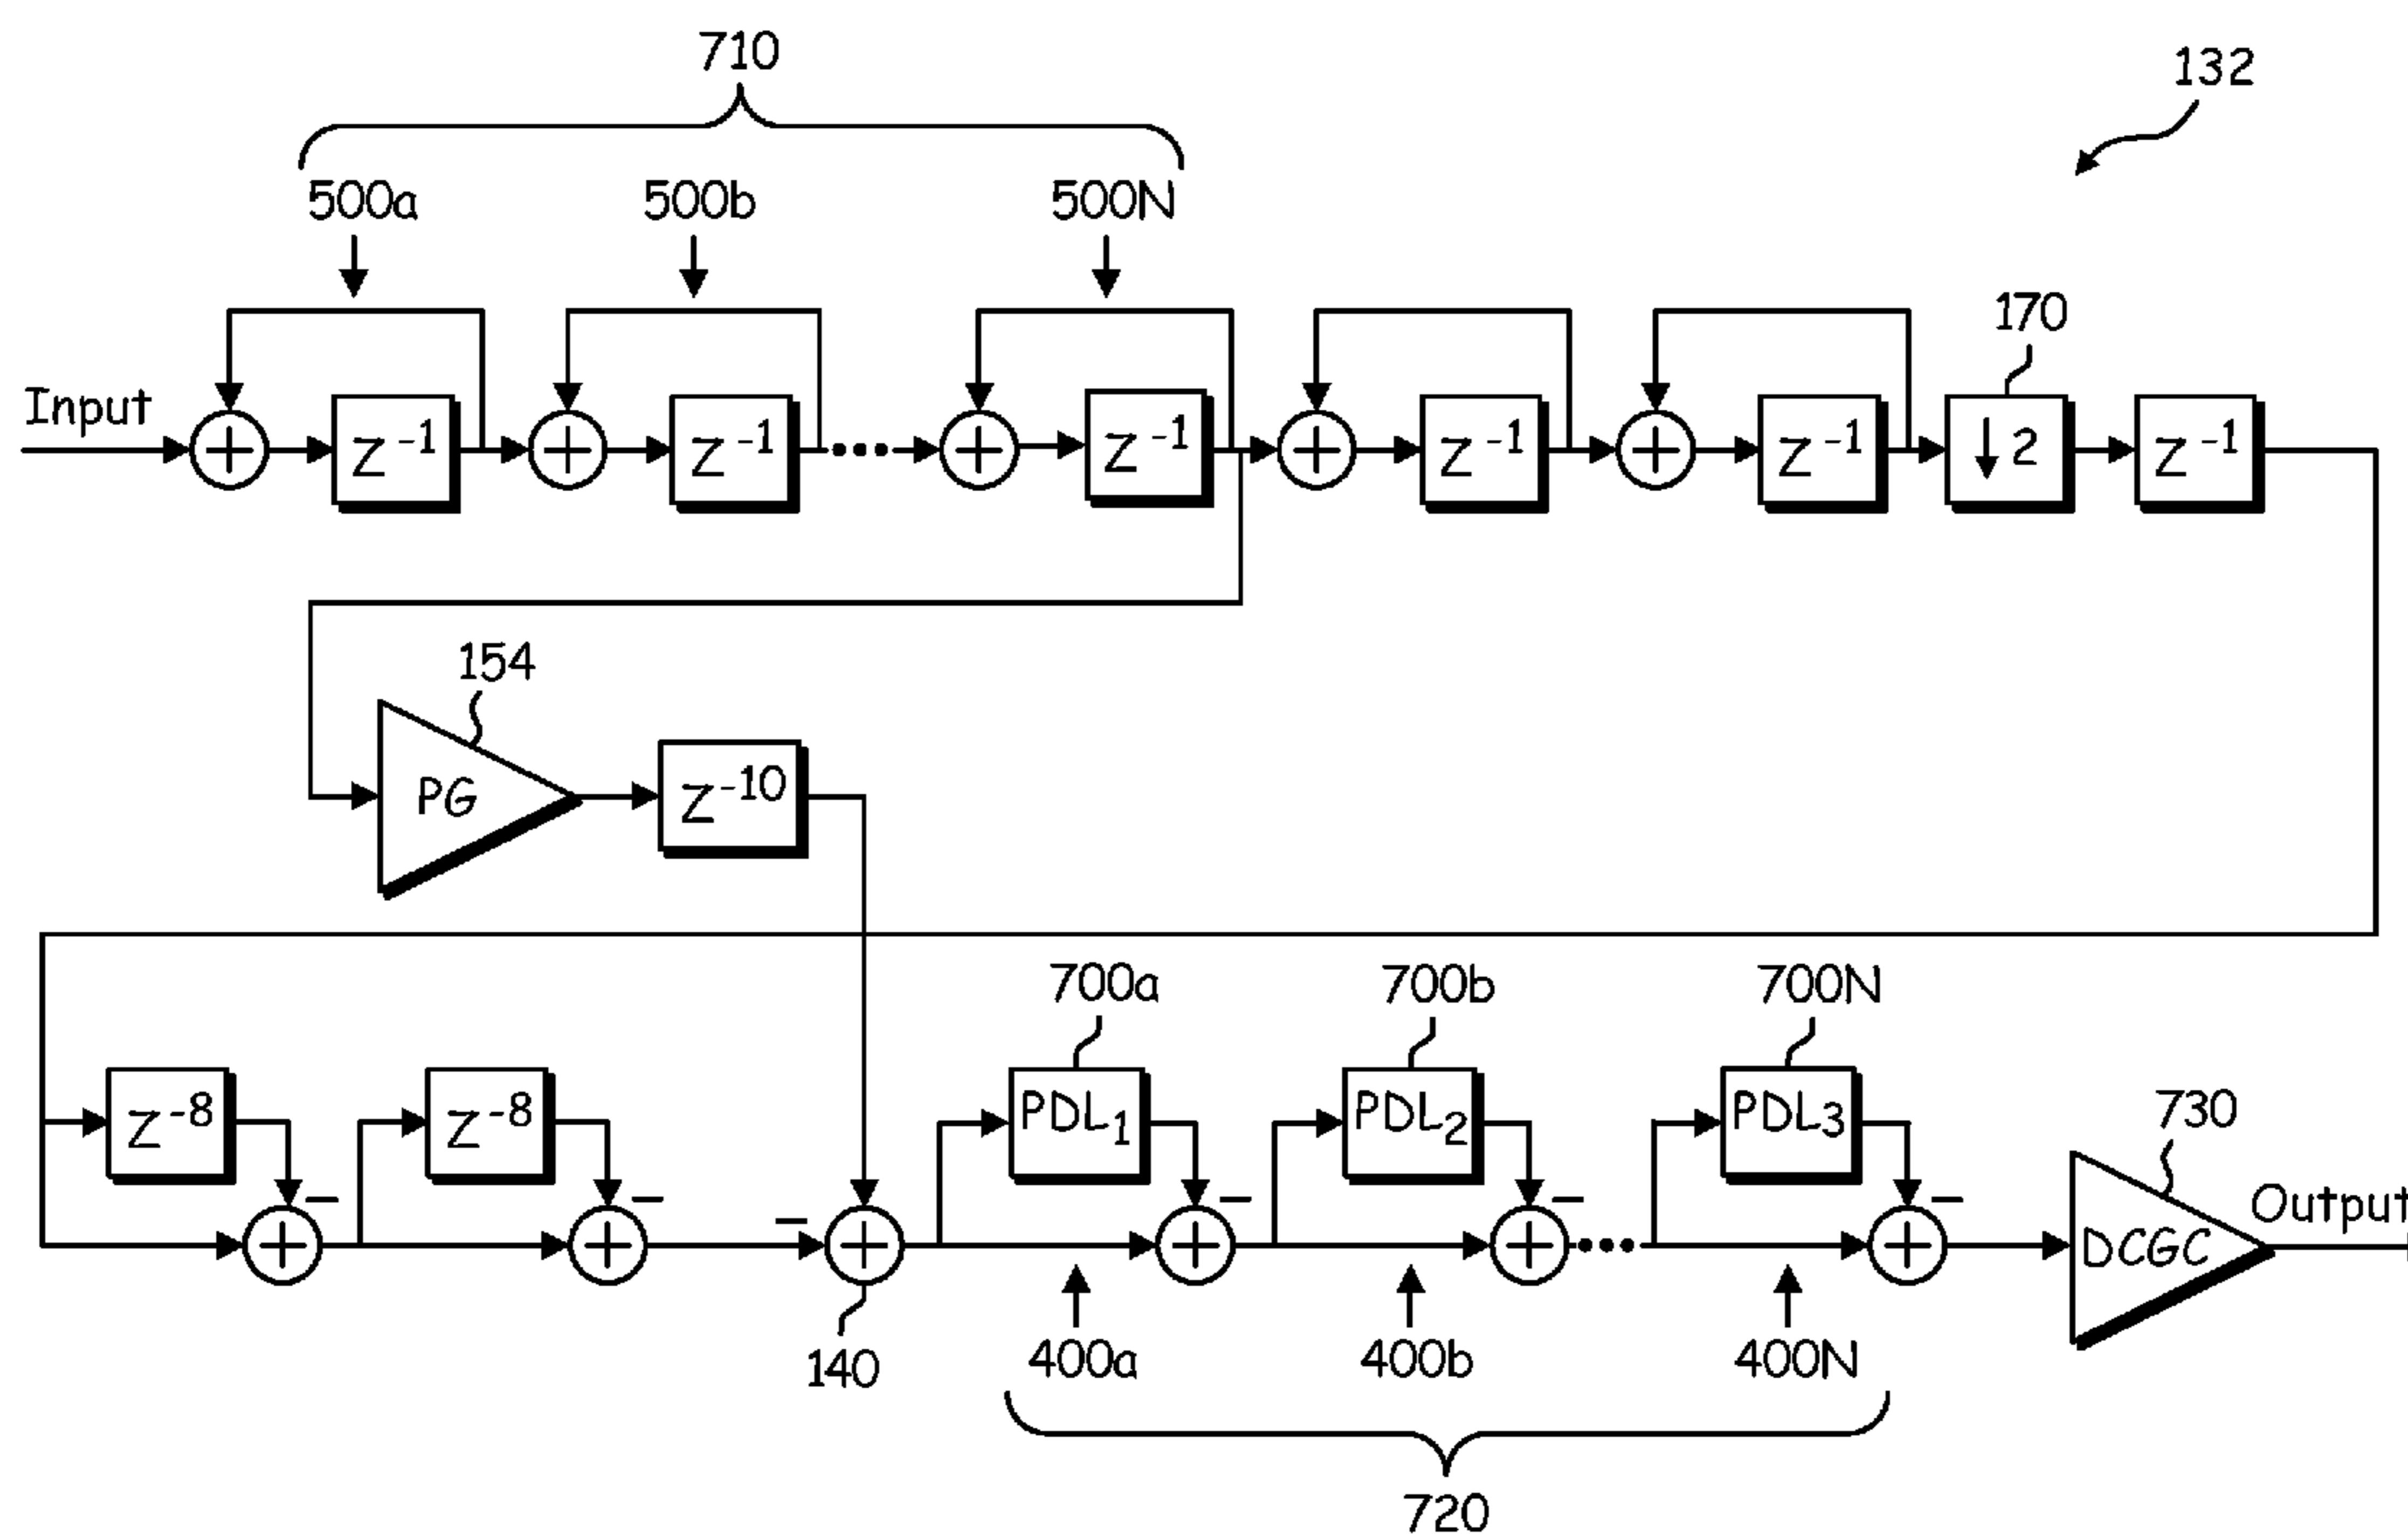 710
132
500a 500b 500N
170
Input + z⁻¹ + z⁻¹ ••• + z⁻¹ + z⁻¹ + z⁻¹ ↓2 z⁻¹
154
PG z⁻¹⁰
700a 700b 700N
z⁻⁸ z⁻⁸ PDL₁ PDL₂ PDL₃
730
− − − − −
Output
+ + − + + + ••• + DCGC
140 400a 400b 400N
720